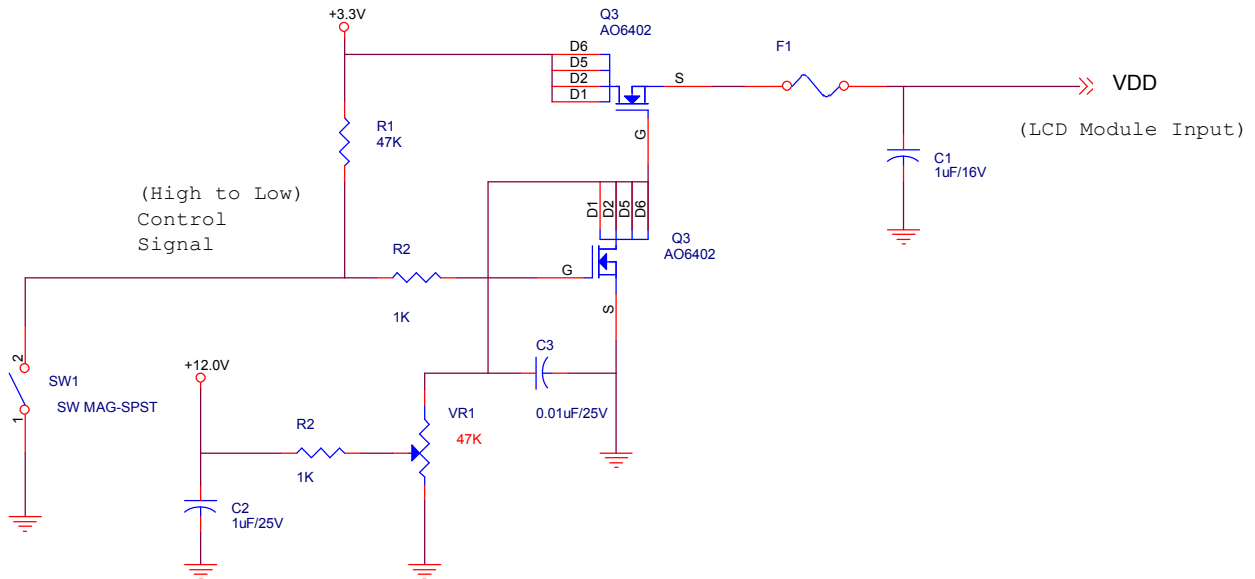 +3.3V
Q3
AO6402
D6
D5
D2
D1
S
G
F1
VDD
(LCD Module Input)
R1
47K
C1
1uF/16V
(High to Low)
Control
Signal
D1
D2
D5
D6
Q3
AO6402
R2
G
1K
S
C3
0.01uF/25V
2
SW1
1
SW MAG-SPST
+12.0V
R2
1K
VR1
47K
C2
1uF/25V